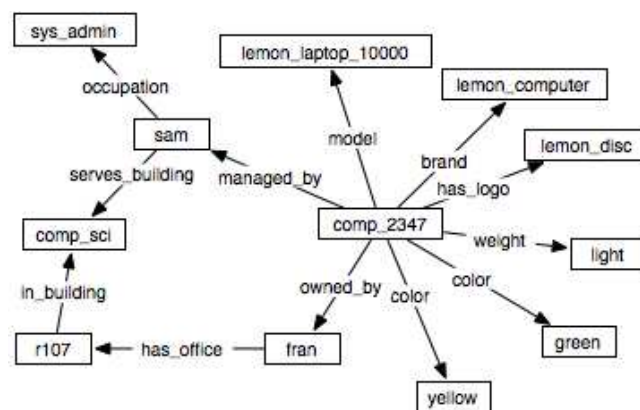 sys_admin
lemon_laptop_10000
lemon_computer
occupation
sam
model
brand
lemon_disc
serves_building
managed_by
has_logo
comp_sci
comp_2347
weight
light
in_building
owned_by
color
color
r107
has_office
fran
green
yellow